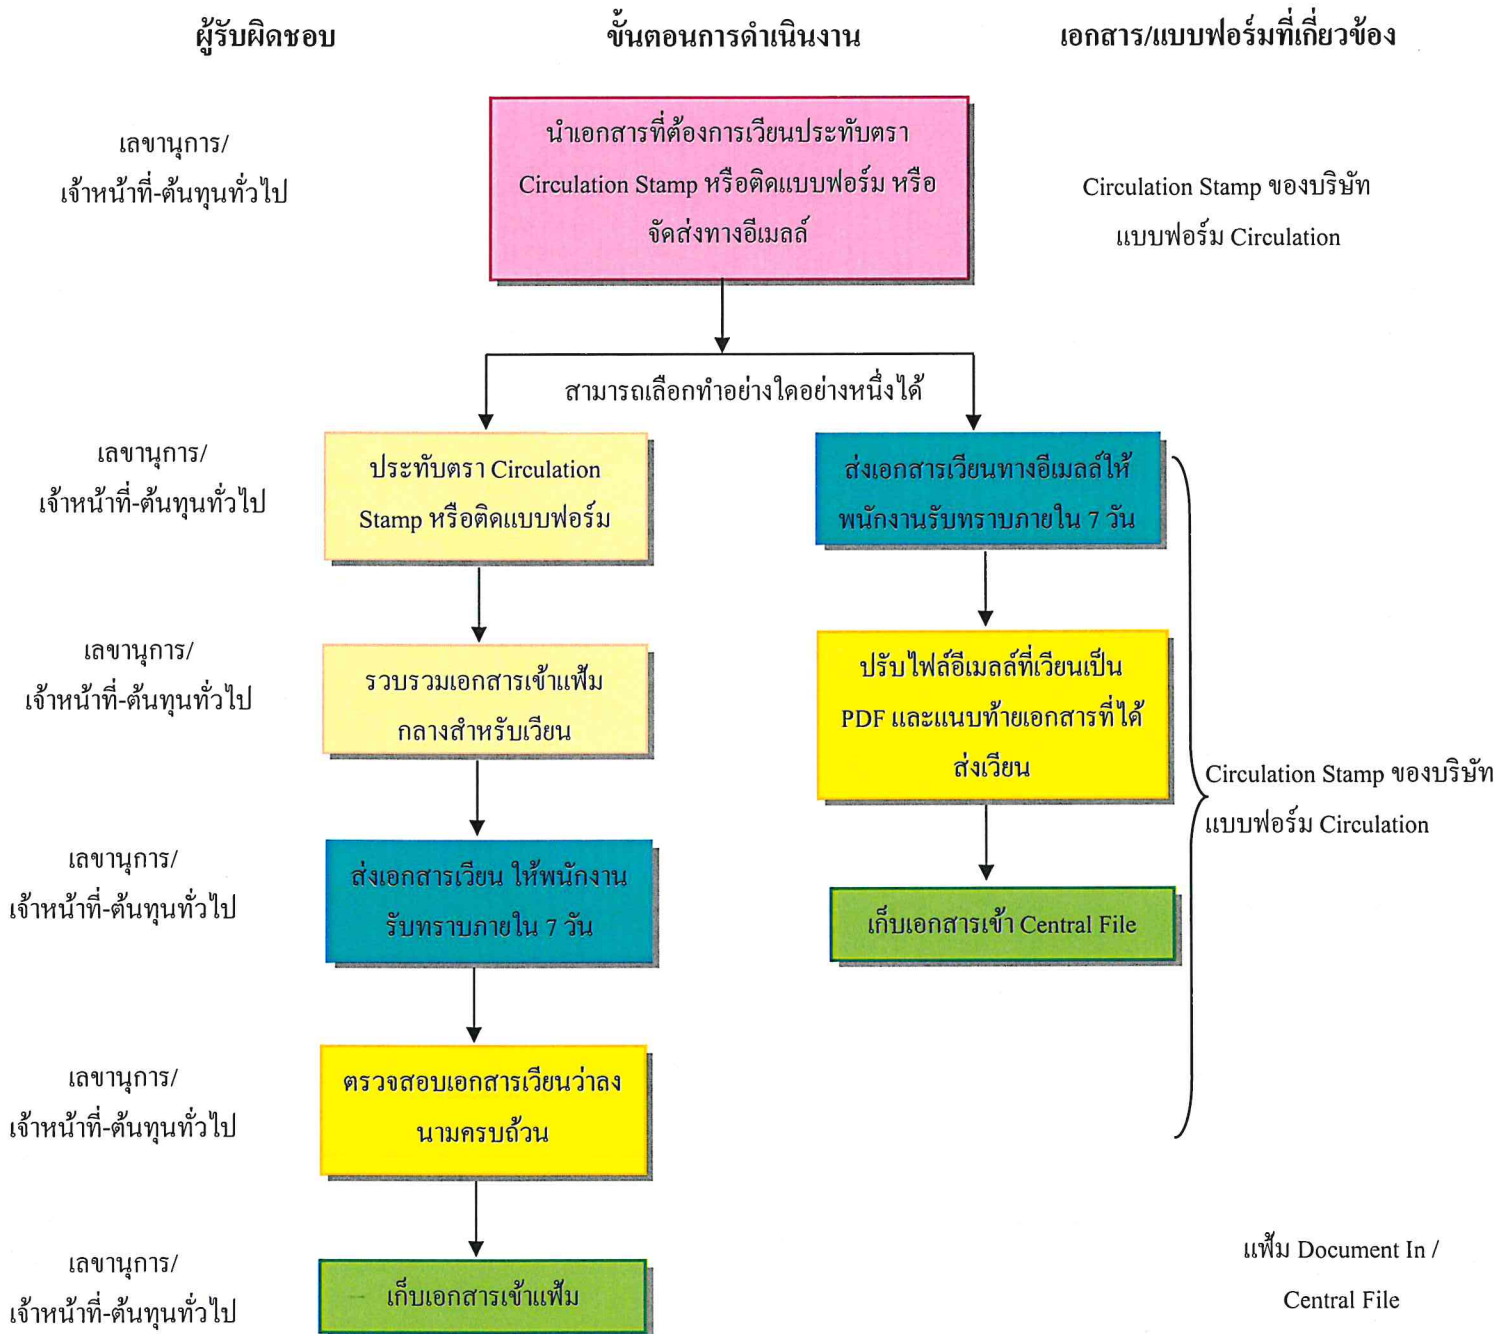 ผู้รับผิดชอบ
ขั้นตอนการดำเนินงาน
เอกสาร/แบบฟอร์มที่เกี่ยวข้อง
เลขานุการ/
เจ้าหน้าที่-ต้นทุนทั่วไป
นำเอกสารที่ต้องการเวียนประทับตรา
Circulation Stamp หรือติดแบบฟอร์ม หรือ
จัดส่งทางอีเมลล์
Circulation Stamp ของบริษัท
แบบฟอร์ม Circulation
สามารถเลือกทำอย่างใดอย่างหนึ่งได้
เลขานุการ/
เจ้าหน้าที่-ต้นทุนทั่วไป
ประทับตรา Circulation
Stamp หรือติดแบบฟอร์ม
ส่งเอกสารเวียนทางอีเมลล์ให้
พนักงานรับทราบภายใน 7 วัน
เลขานุการ/
เจ้าหน้าที่-ต้นทุนทั่วไป
รวบรวมเอกสารเข้าแฟ้ม
กลางสำหรับเวียน
ปรับไฟล์อีเมลล์ที่เวียนเป็น
PDF และแนบท้ายเอกสารที่ได้
ส่งเวียน
Circulation Stamp ของบริษัท
แบบฟอร์ม Circulation
เลขานุการ/
เจ้าหน้าที่-ต้นทุนทั่วไป
ส่งเอกสารเวียน ให้พนักงาน
รับทราบภายใน 7 วัน
เก็บเอกสารเข้า Central File
เลขานุการ/
เจ้าหน้าที่-ต้นทุนทั่วไป
ตรวจสอบเอกสารเวียนว่าลง
นามครบถ้วน
เลขานุการ/
เจ้าหน้าที่-ต้นทุนทั่วไป
เก็บเอกสารเข้าแฟ้ม
แฟ้ม Document In /
Central File